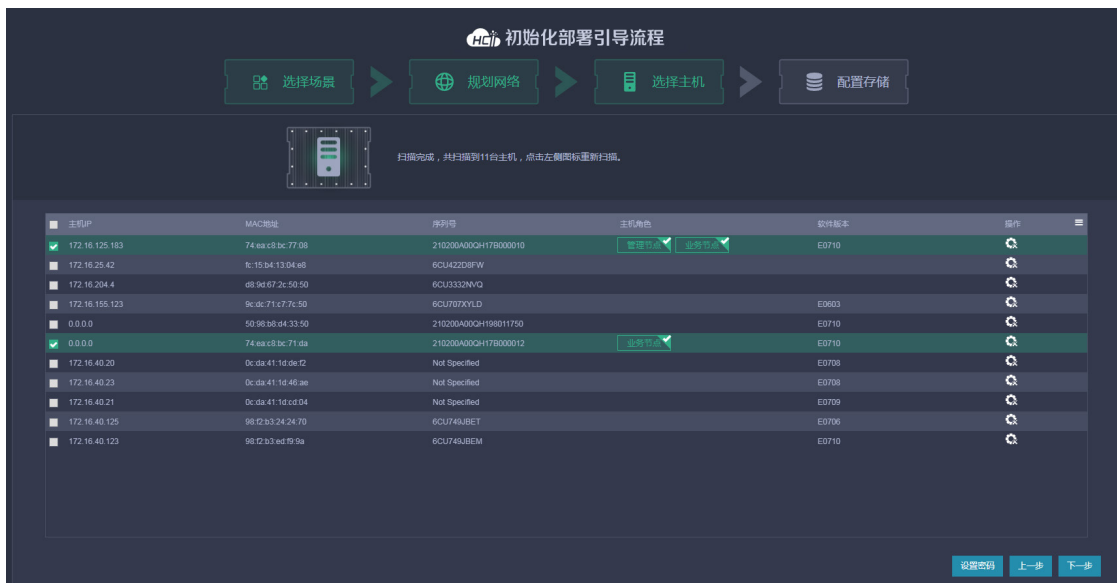 HCI 初始化部署引导流程
选择场景 规划网络 选择主机 配置存储
扫描完成，共扫描到11台主机，点击左侧图标重新扫描。
主机IP MAC地址 序列号 主机角色 软件版本 操作
172.16.125.183 74:ea:c8:bc:77:08 210200A00QH17B000010 管理节点 业务节点 E0710
172.16.25.42 fc:15:b4:13:04:e8 6CU422D8FW
172.16.204.4 d8:9d:67:2c:50:50 6CU3332NVQ
172.16.155.123 9c:dc:71:c7:7c:50 6CU707XYLD E0603
0.0.0.0 50:98:b8:d4:33:50 210200A00QH198011750 E0710
0.0.0.0 74:ea:c8:bc:71:da 210200A00QH17B000012 业务节点 E0710
172.16.40.20 0c:da:41:1d:de:f2 Not Specified E0708
172.16.40.23 0c:da:41:1d:46:ae Not Specified E0708
172.16.40.21 0c:da:41:1d:cd:04 Not Specified E0709
172.16.40.125 98:f2:b3:24:24:70 6CU749JBET E0706
172.16.40.123 98:f2:b3:ed:f9:9a 6CU749JBEM E0710
设置密码 上一步 下一步